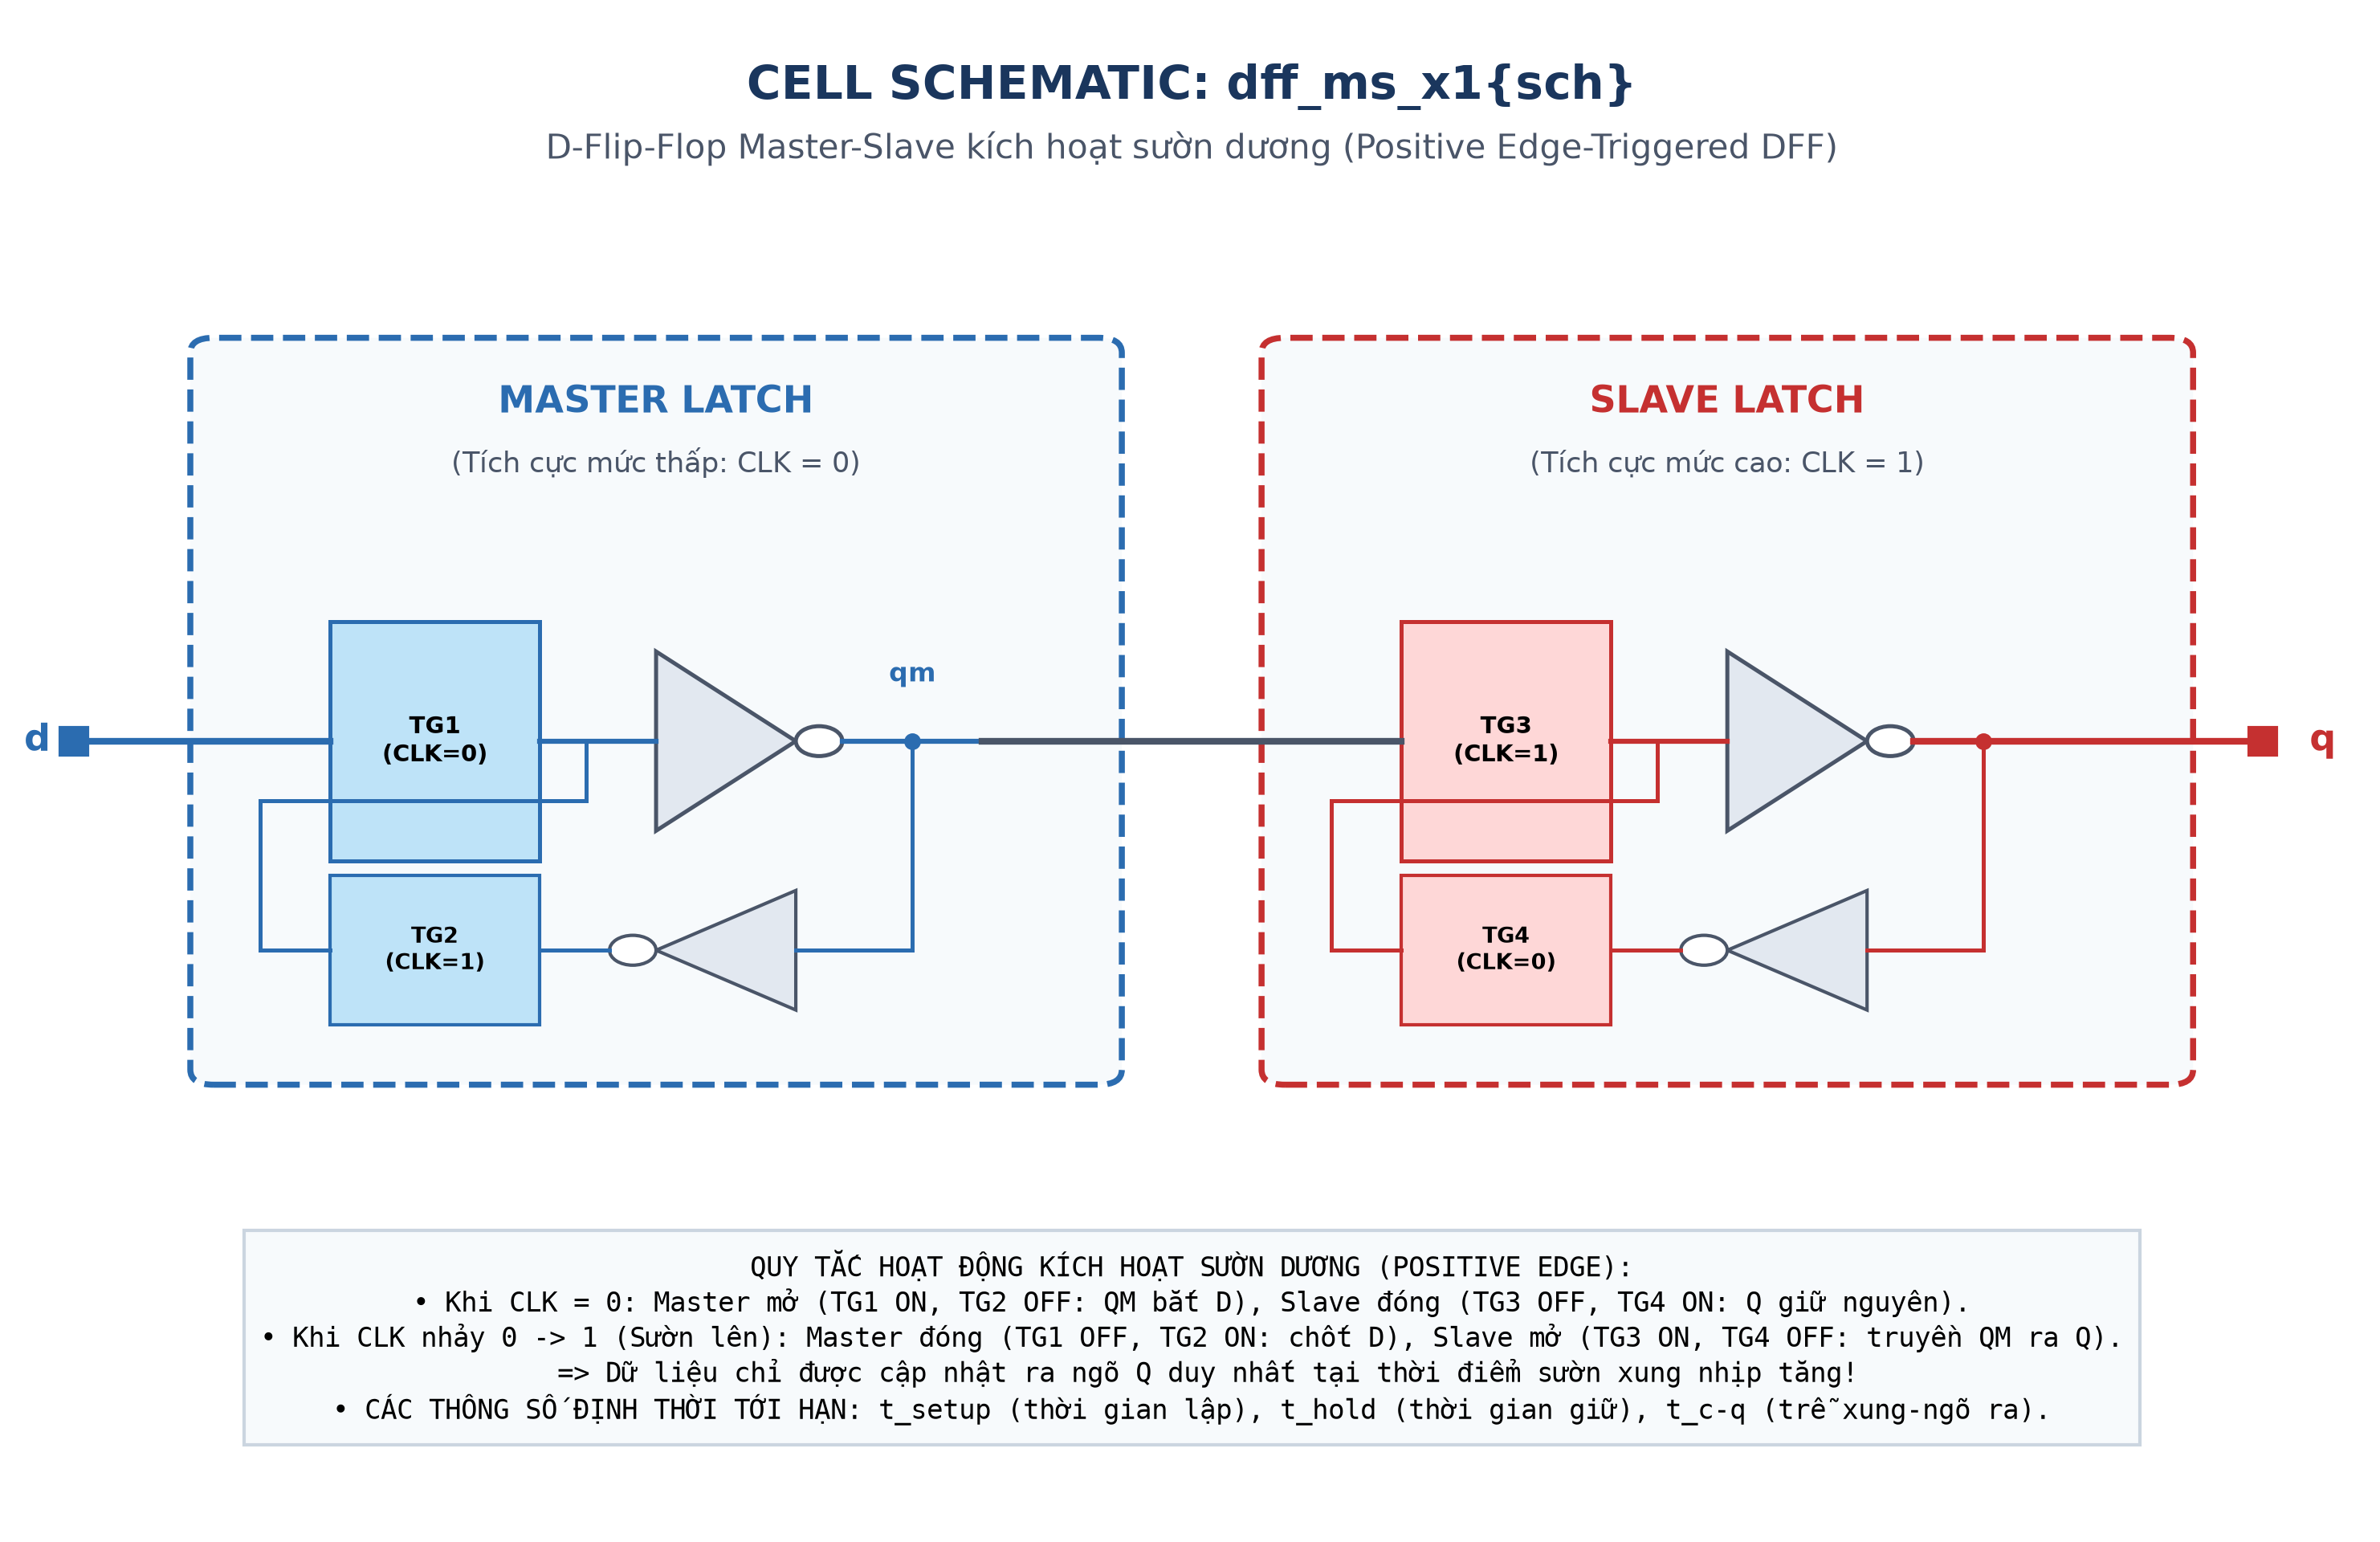 CELL SCHEMATIC: dff_ms_x1{sch}
D-Flip-Flop Master-Slave kích hoạt sườn dương (Positive Edge-Triggered DFF)
MASTER LATCH
(Tích cực mức thấp: CLK = 0)
SLAVE LATCH
(Tích cực mức cao: CLK = 1)
qm
d
TG1
(CLK=0)
TG3
(CLK=1)
q
TG2
(CLK=1)
TG4
(CLK=0)
QUY TẮC HOẠT ĐỘNG KÍCH HOẠT SƯỜN DƯƠNG (POSITIVE EDGE):
• Khi CLK = 0: Master mở (TG1 ON, TG2 OFF: QM bắt D), Slave đóng (TG3 OFF, TG4 ON: Q giữ nguyên).
• Khi CLK nhảy 0 -> 1 (Sườn lên): Master đóng (TG1 OFF, TG2 ON: chốt D), Slave mở (TG3 ON, TG4 OFF: truyền QM ra Q).
=> Dữ liệu chỉ được cập nhật ra ngõ Q duy nhất tại thời điểm sườn xung nhịp tăng!
• CÁC THÔNG SỐ ĐỊNH THỜI TỚI HẠN: t_setup (thời gian lập), t_hold (thời gian giữ), t_c-q (trễ xung-ngõ ra).